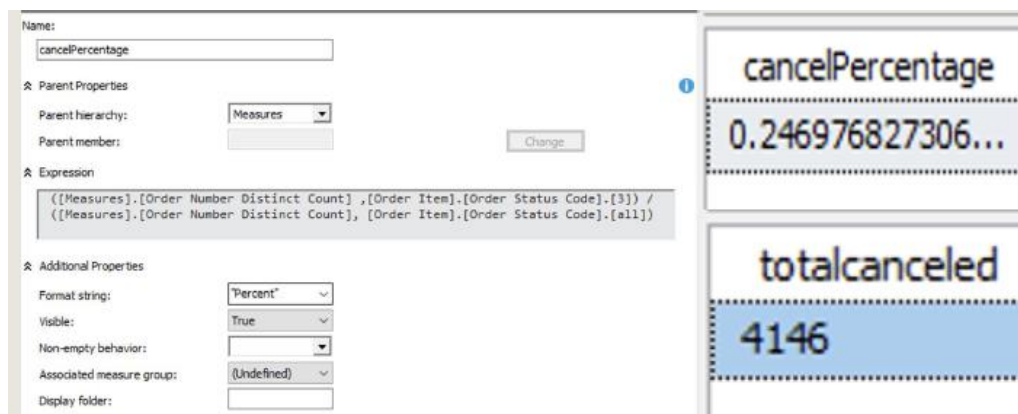 Name:
cancelPercentage
Parent Properties
Parent hierarchy: Measures
Parent member: Change
Expression
([Measures].[Order Number Distinct Count] ,[Order Item].[Order Status Code].[3]) /
([Measures].[Order Number Distinct Count], [Order Item].[Order Status Code].[all])
Additional Properties
Format string: "Percent"
Visible: True
Non-empty behavior:
Associated measure group: (Undefined)
Display folder:
cancelPercentage
0.246976827306...
totalcanceled
4146